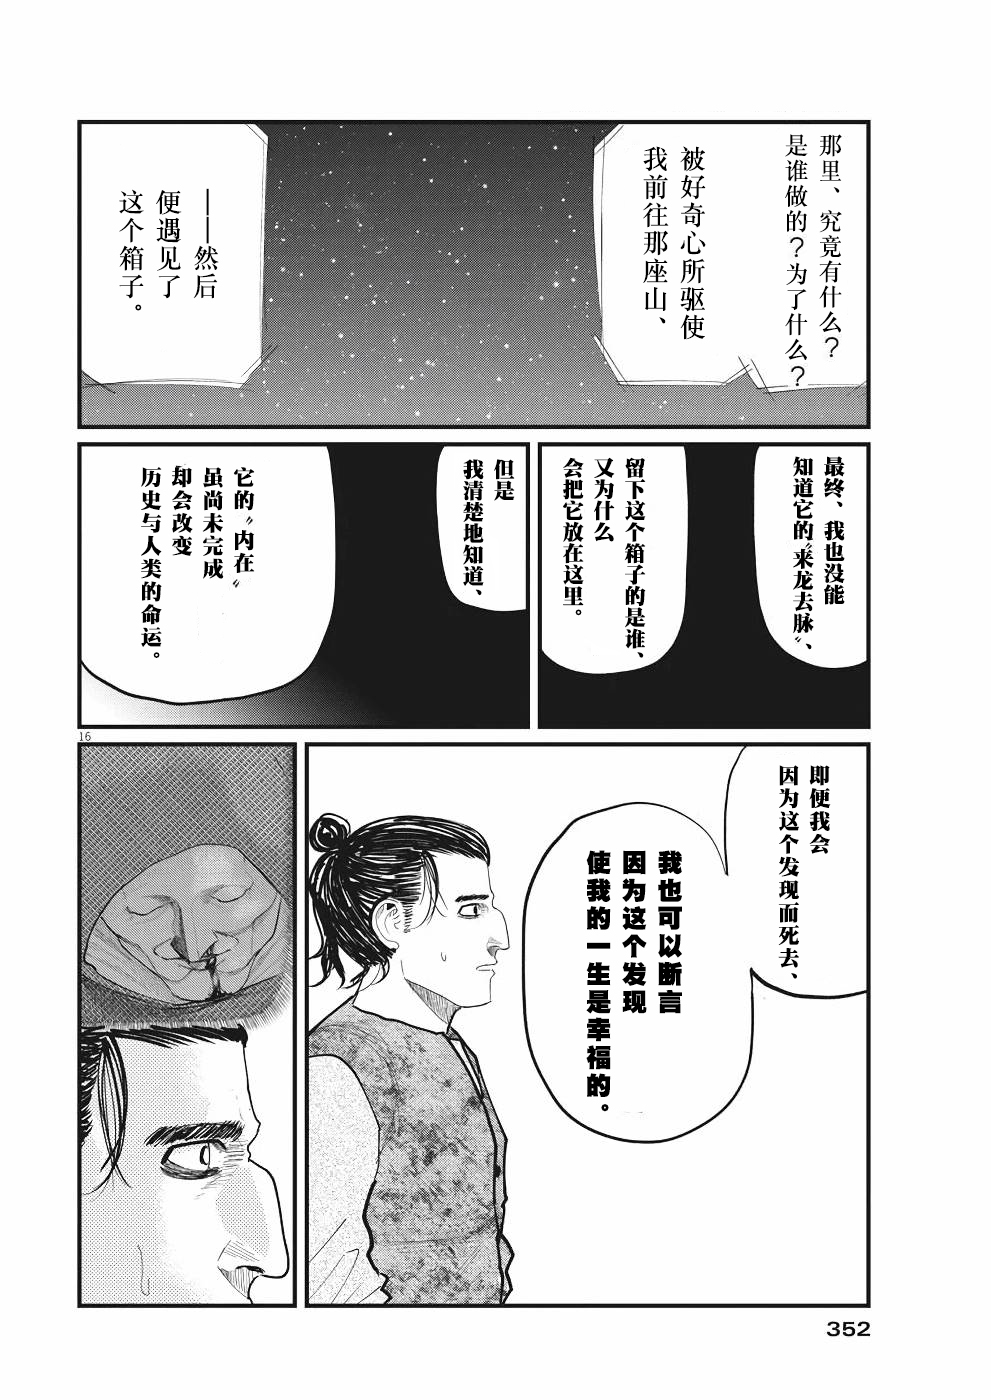 那里、究竟有什么？
是谁做的？为了什么？
被好奇心所驱使
我前往那座山、
——然后
便遇见了
这个箱子。
最终、我也没能
知道它的〝来龙去脉〟、
留下这个箱子的是谁、
又为什么
会把它放在这里。
但是
我清楚地知道、
它的〝内在〟
虽尚未完成
却会改变
历史与人类的命运。
16
即便我会
因为这个发现而死去、
我也可以断言
因为这个发现
使我的一生是幸福的。
352